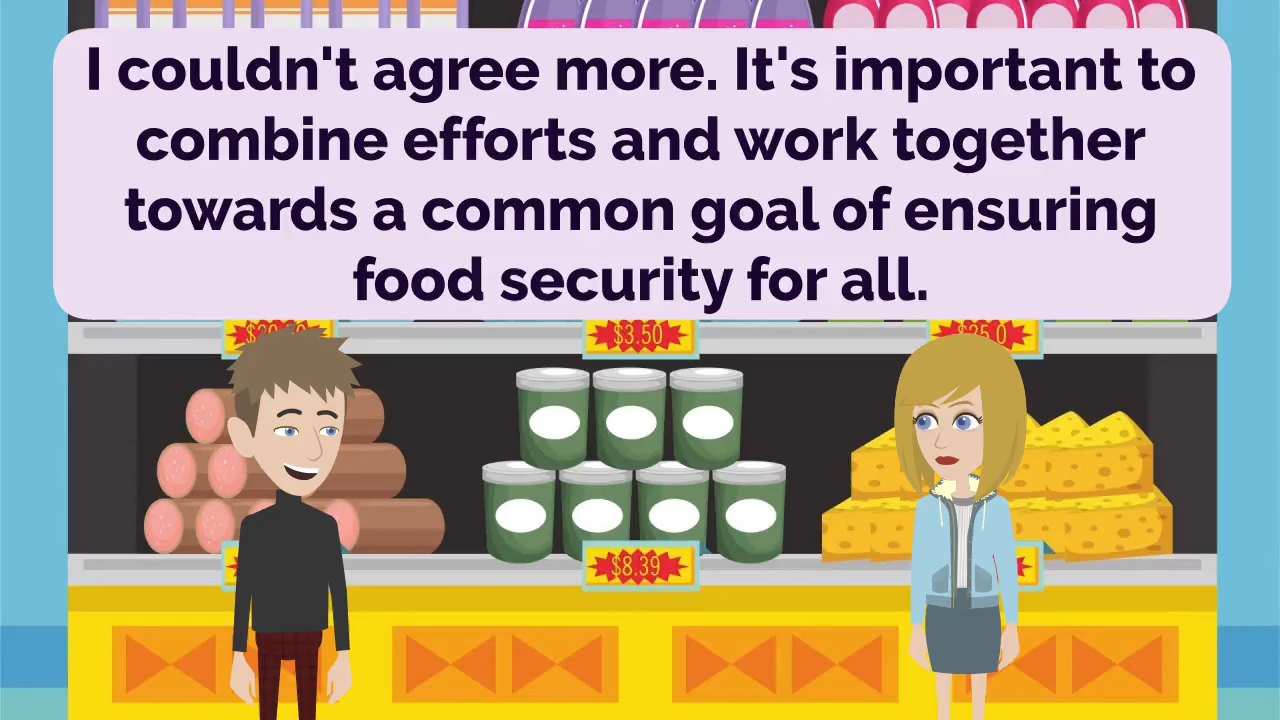 I couldn't agree more. It's important to
combine efforts and work together
towards a common goal of ensuring
food security for all.
$3.50
$8.39